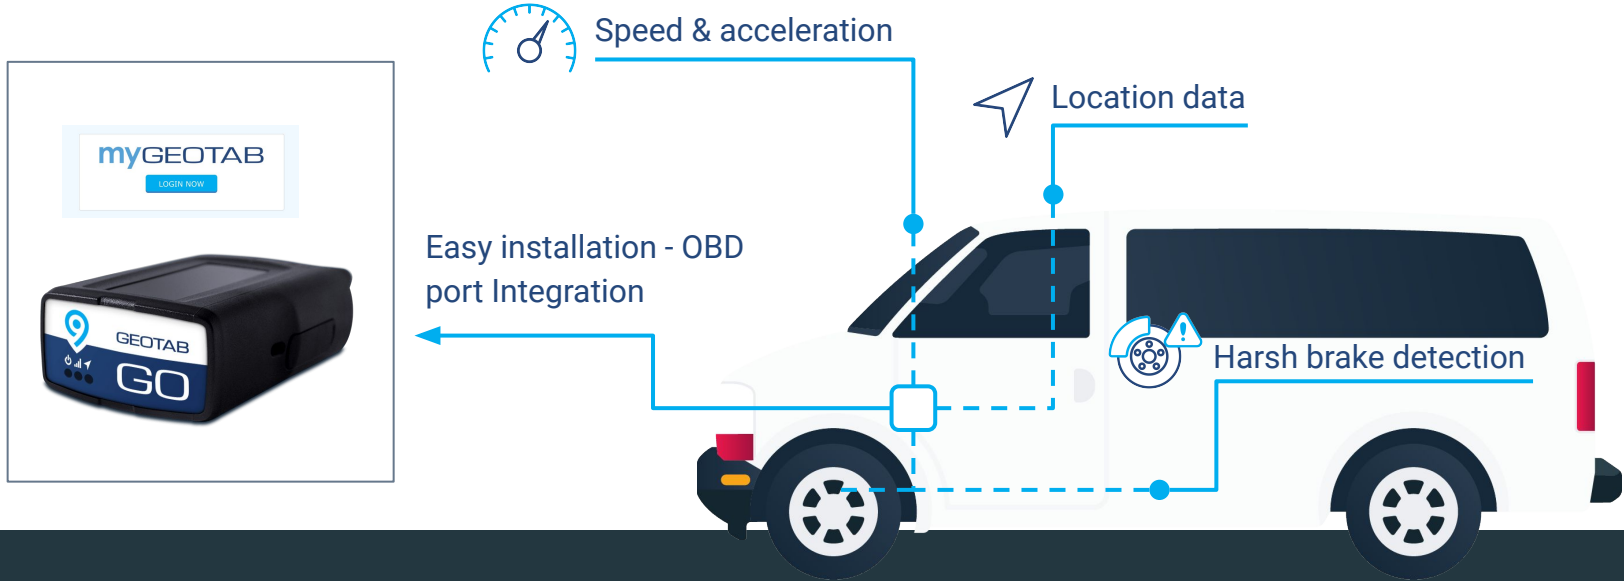 Speed & acceleration
Location data
myGEOTAB
LOGIN NOW
Easy installation - OBD
port Integration
GEOTAB
GO
Harsh brake detection